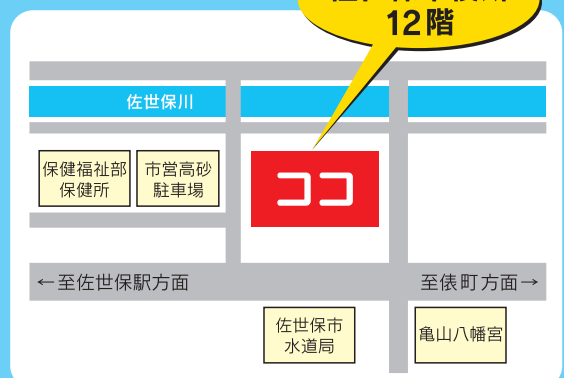 12階
佐世保川
保健福祉部
保健所
市営高砂
駐車場
ココ
←至佐世保駅方面
至俵町方面→
佐世保市
水道局
亀山八幡宮